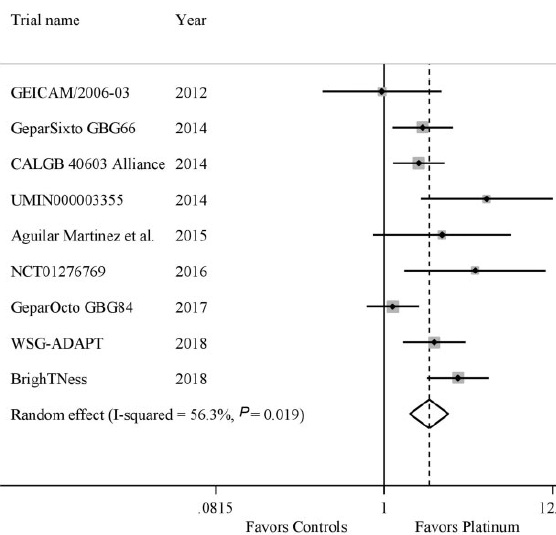 Trial name Year
GEICAM/2006-03 2012
GeparSixto GBG66 2014
CALGB 40603 Alliance 2014
UMIN000003355 2014
Aguilar Martinez et al. 2015
NCT01276769 2016
GeparOcto GBG84 2017
WSG-ADAPT 2018
BrighTNess 2018
Random effect (I-squared = 56.3%, P = 0.019)
.0815 1 12.
Favors Controls Favors Platinum